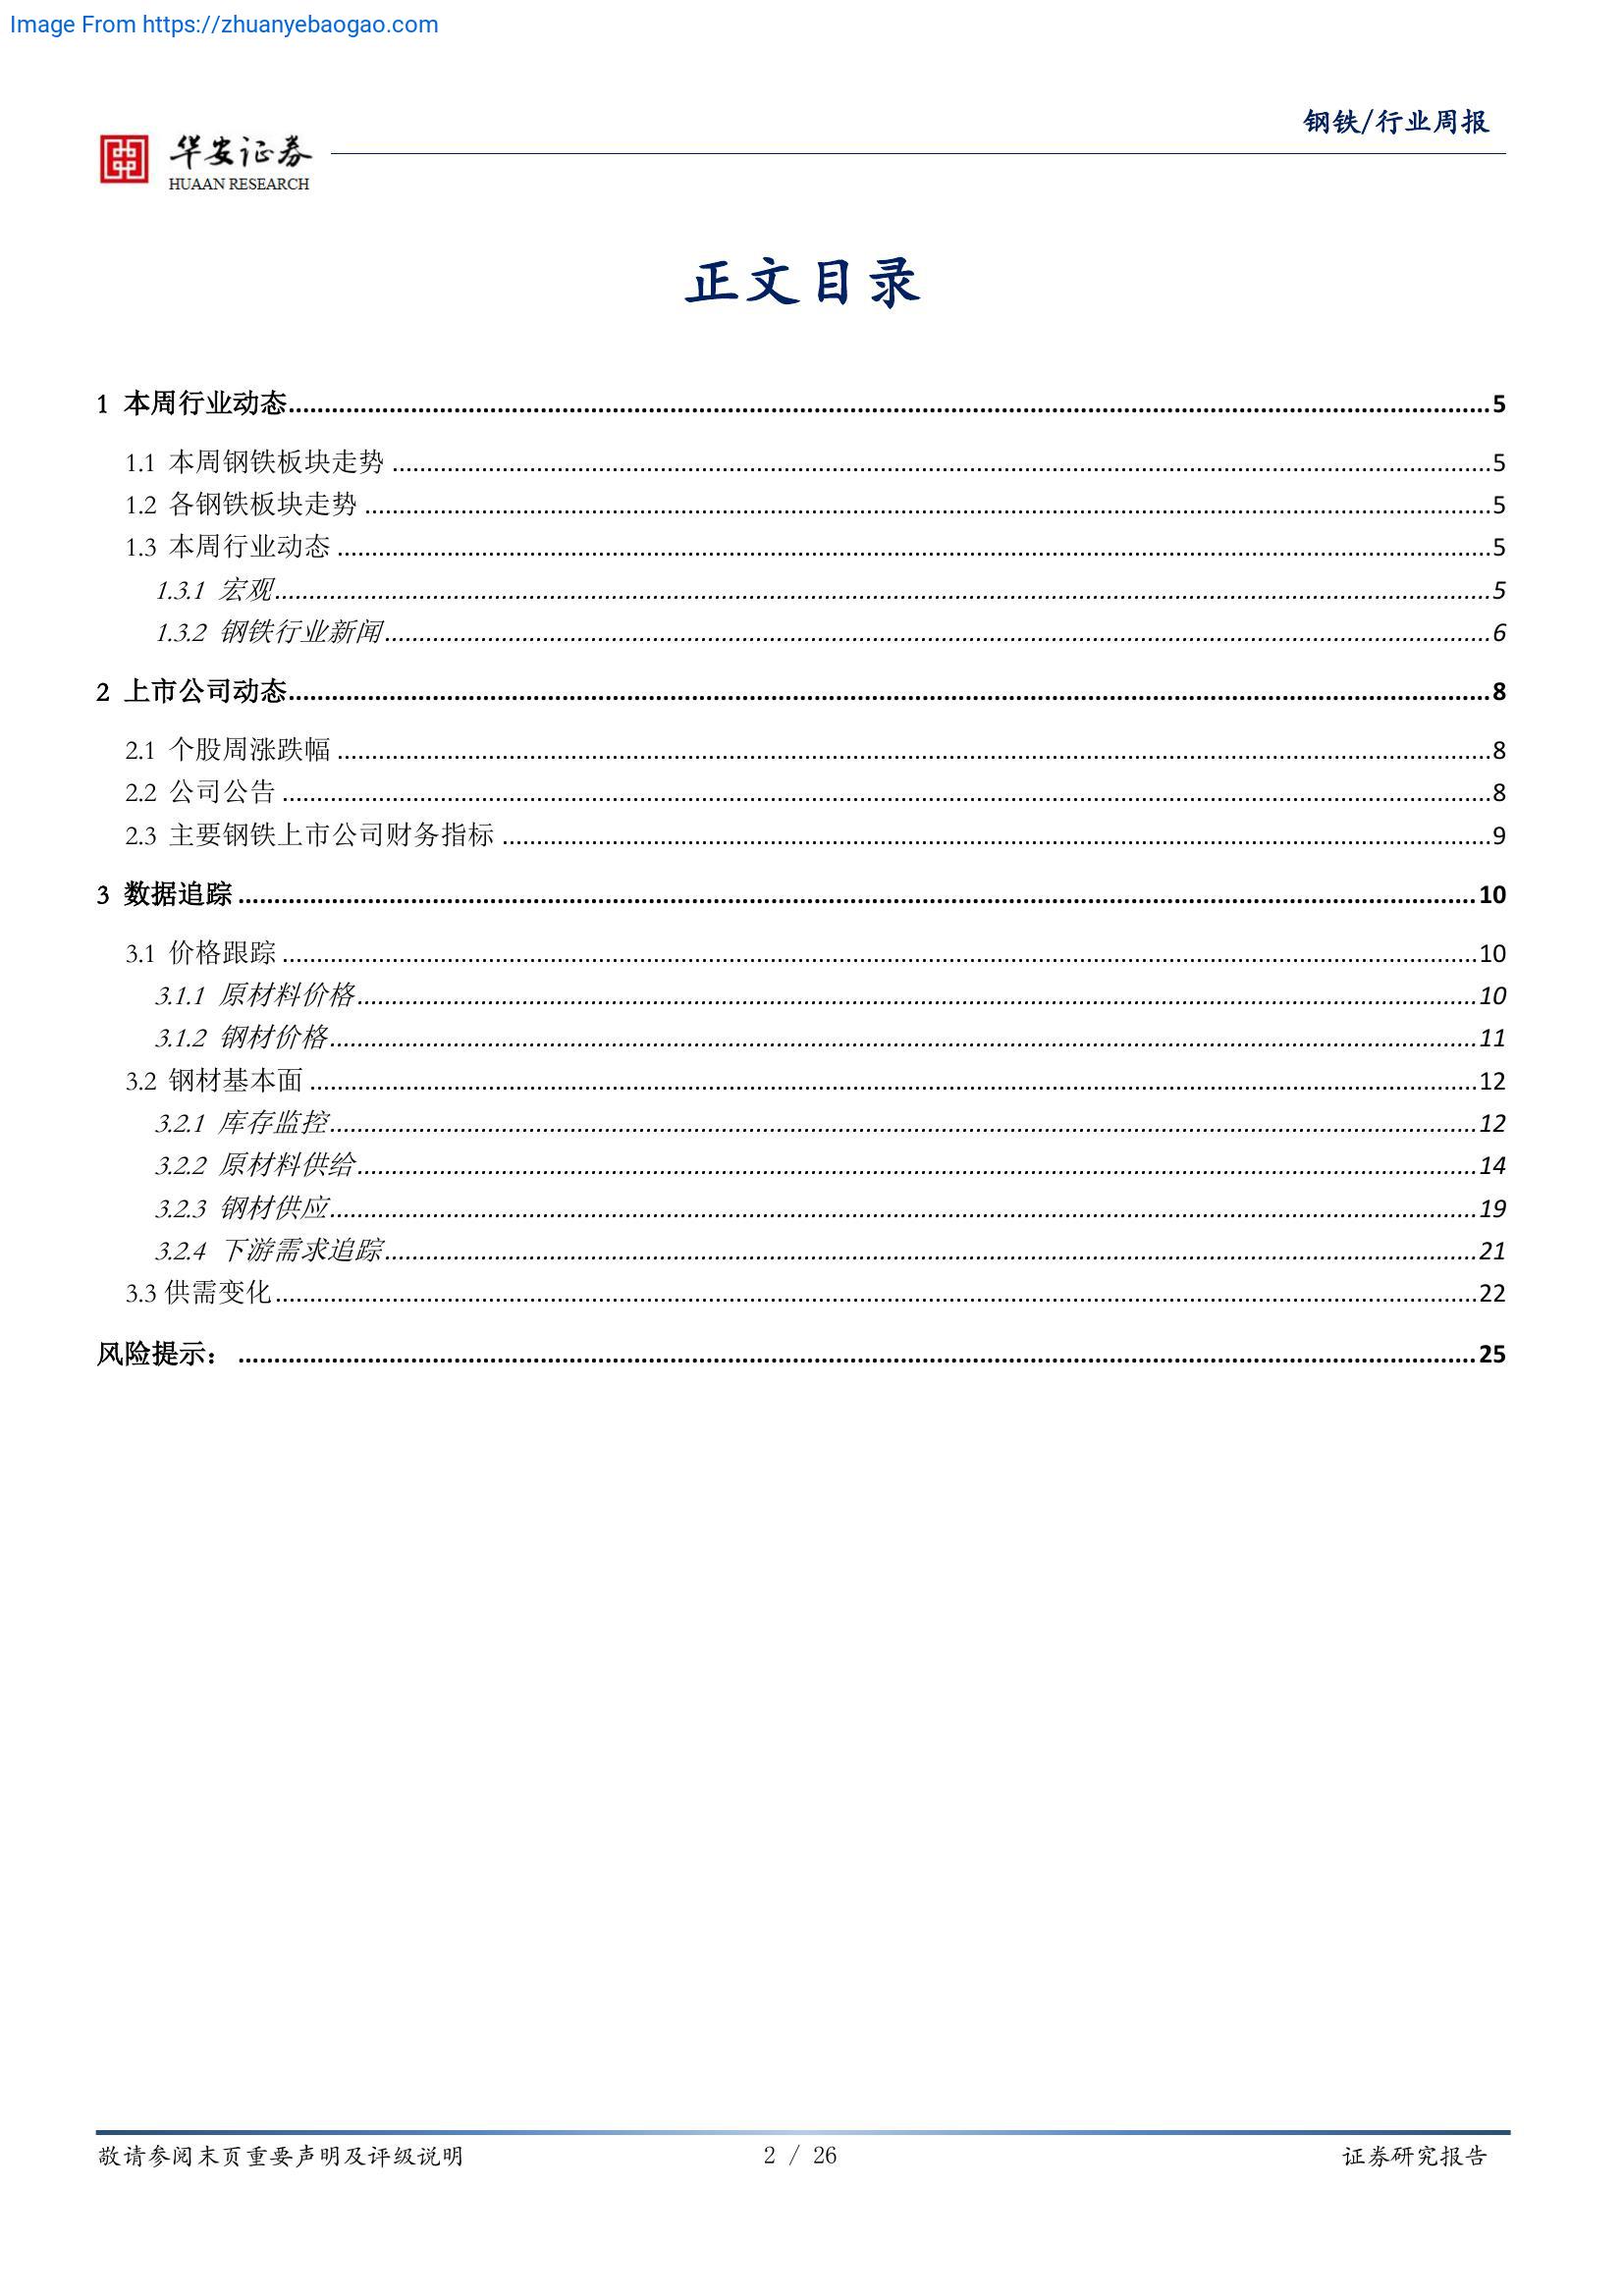 Image From https://zhuanyebaogao.com
钢铁/行业周报
华安证券
HUAAN RESEARCH
正文目录
1 本周行业动态.....5
1.1 本周钢铁板块走势.....5
1.2 各钢铁板块走势.....5
1.3 本周行业动态.....5
1.3.1 宏观.....5
1.3.2 钢铁行业新闻.....6
2 上市公司动态.....8
2.1 个股周涨跌幅.....8
2.2 公司公告.....8
2.3 主要钢铁上市公司财务指标.....9
3 数据追踪.....10
3.1 价格跟踪.....10
3.1.1 原材料价格.....10
3.1.2 钢材价格.....11
3.2 钢材基本面.....12
3.2.1 库存监控.....12
3.2.2 原材料供给.....14
3.2.3 钢材供应.....19
3.2.4 下游需求追踪.....21
3.3供需变化.....22
风险提示：.....25
敬请参阅末页重要声明及评级说明 2 / 26 证券研究报告